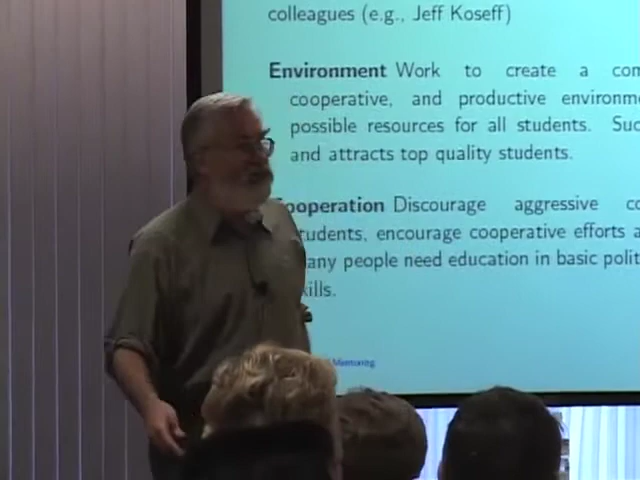 colleagues (e.g., Jeff Koseff)
Environment Work to create a com
cooperative, and productive environme
possible resources for all students. Suc
and attracts top quality students.
ooperation Discourage aggressive co
tudents, encourage cooperative efforts a
any people need education in basic polit
kills.
Mentoring